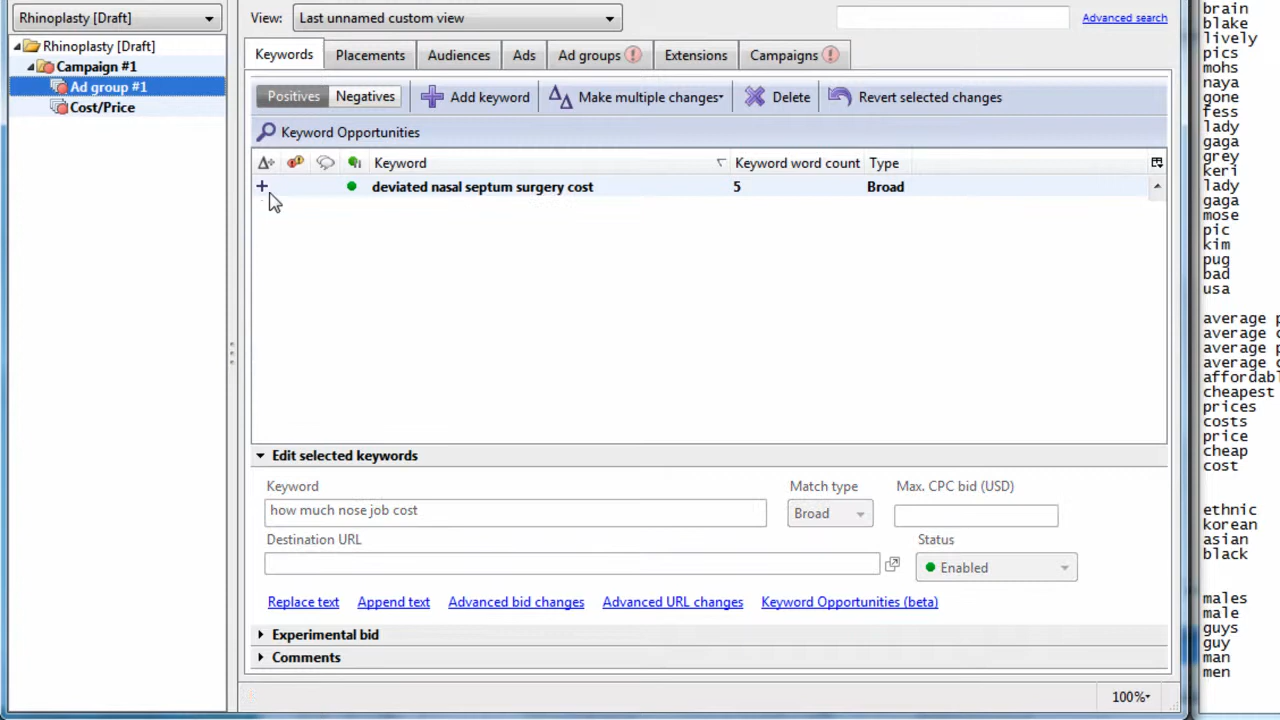 Rhinoplasty [Draft]
View:
Last unnamed custom view
Advanced search
Rhinoplasty [Draft]
Campaign #1
Ad group #1
Cost/Price
Keywords
Placements
Audiences
Ads
Ad groups
Extensions
Campaigns
Positives
Negatives
Add keyword
Make multiple changes
Delete
Revert selected changes
Keyword Opportunities
Keyword
Keyword word count
Type
deviated nasal septum surgery cost
5
Broad
Edit selected keywords
Keyword
Match type
Max. CPC bid (USD)
how much nose job cost
Broad
Destination URL
Status
Enabled
Replace text
Append text
Advanced bid changes
Advanced URL changes
Keyword Opportunities (beta)
Experimental bid
Comments
100%
brain
blake
lively
pics
mohs
naya
gone
fess
lady
gaga
grey
keri
lady
gaga
mose
pic
kim
pug
bad
usa
average
average
average
average
cheapest
prices
costs
price
cheap
cost
ethnic
korean
asian
black
males
male
guys
guy
man
men